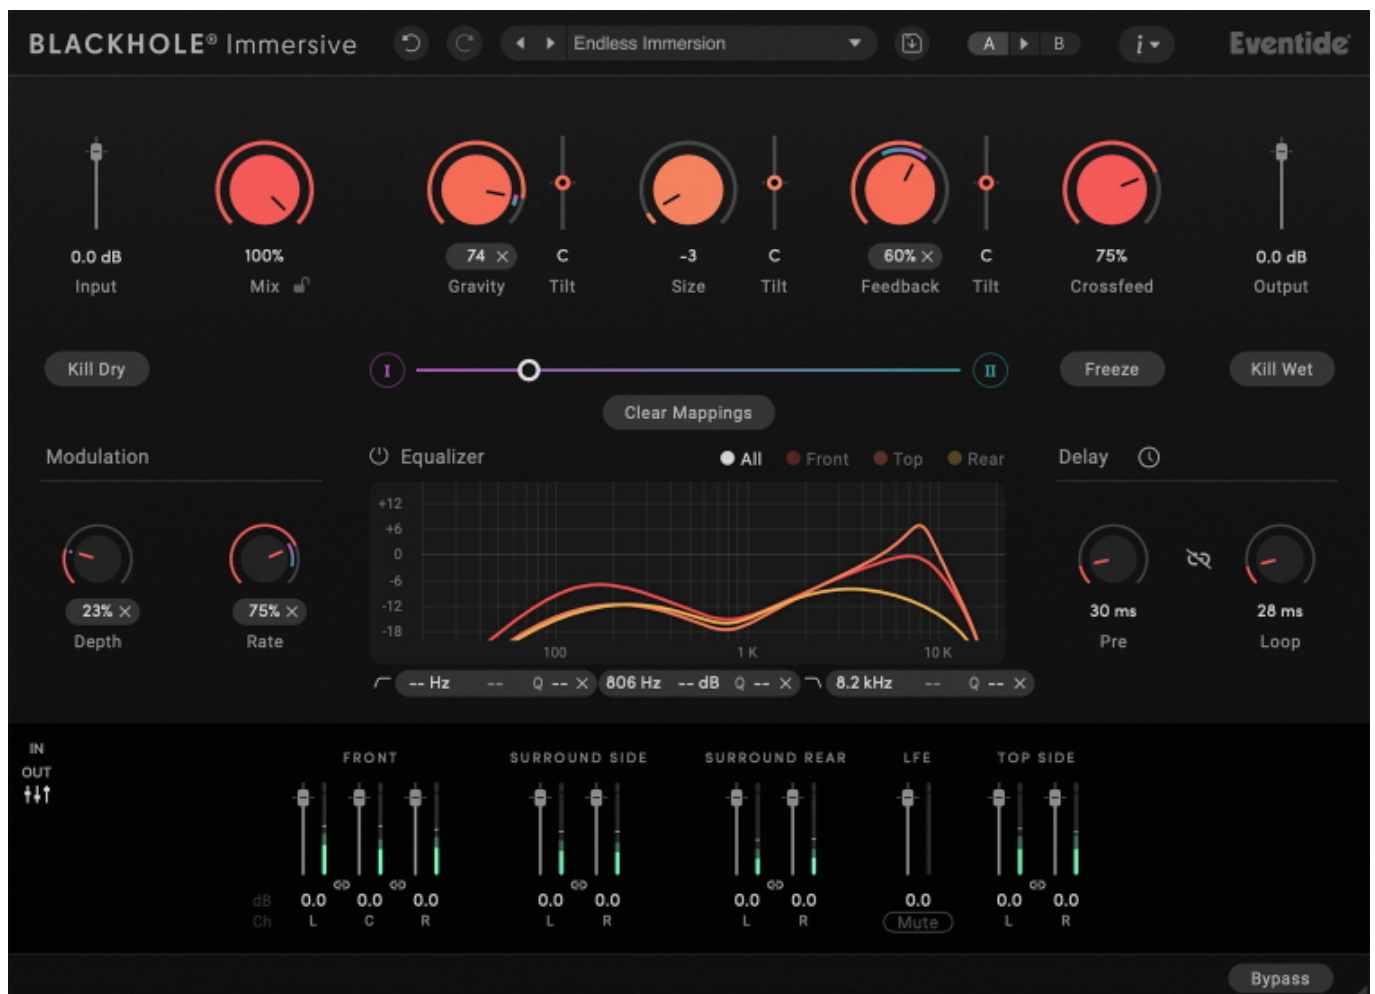 BLACKHOLE® Immersive Endless Immersion A B i Eventide®
0.0 dB 100% 74 × C -3 C 60% × C 75% 0.0 dB
Input Mix Gravity Tilt Size Tilt Feedback Tilt Crossfeed Output
Kill Dry I II Freeze Kill Wet
Clear Mappings
Modulation Equalizer All Front Top Rear Delay
+12
+6
0
-6
-12
-18
100 1 K 10 K
23% × 75% × 30 ms 28 ms
Depth Rate Pre Loop
-- Hz -- Q -- × 806 Hz -- dB Q -- × 8.2 kHz -- Q -- ×
IN
OUT
FRONT SURROUND SIDE SURROUND REAR LFE TOP SIDE
dB 0.0 0.0 0.0 0.0 0.0 0.0 0.0 0.0 0.0 0.0
Ch L C R L R L R Mute L R
Bypass